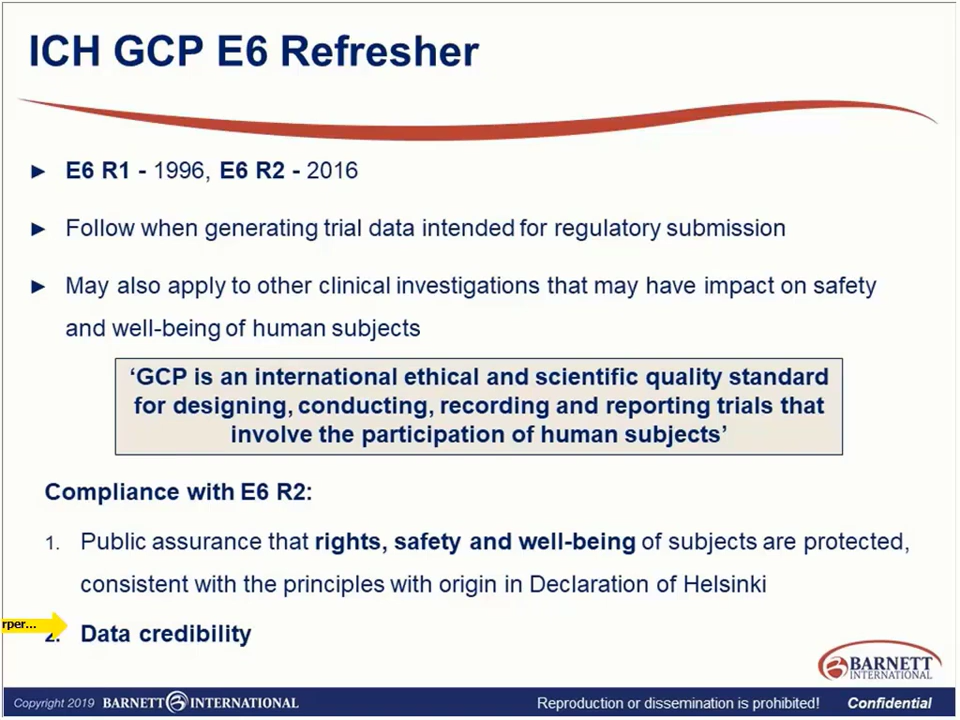 ICH GCP E6 Refresher
► E6 R1 - 1996, E6 R2 - 2016
► Follow when generating trial data intended for regulatory submission
► May also apply to other clinical investigations that may have impact on safety
and well-being of human subjects
‘GCP is an international ethical and scientific quality standard
for designing, conducting, recording and reporting trials that
involve the participation of human subjects’
Compliance with E6 R2:
1. Public assurance that rights, safety and well-being of subjects are protected,
consistent with the principles with origin in Declaration of Helsinki
rper...
2. Data credibility
BARNETT
INTERNATIONAL
Copyright 2019 BARNETT INTERNATIONAL
Reproduction or dissemination is prohibited! Confidential